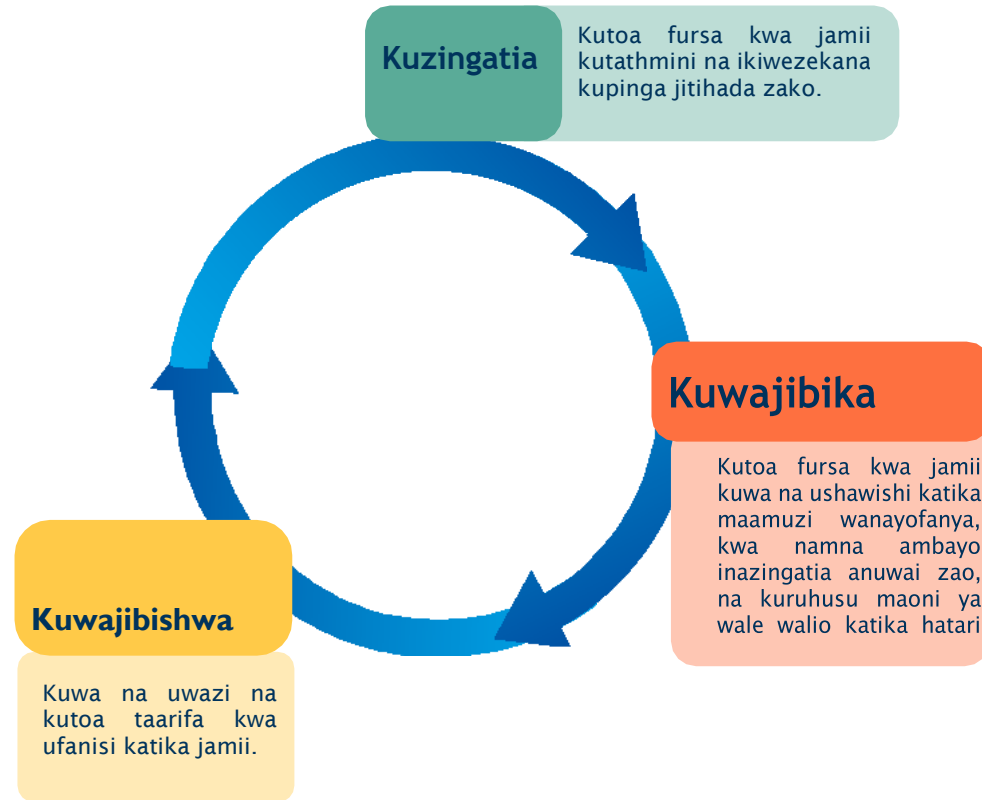 Kuzingatia
Kutoa fursa kwa jamii
kutathmini na ikiwezekana
kupinga jitihada zako.
Kuwajibika
Kutoa fursa kwa jamii
kuwa na ushawishi katika
maamuzi wanayofanya,
kwa namna ambayo
inazingatia anuwai zao,
na kuruhusu maoni ya
wale walio katika hatari
Kuwajibishwa
Kuwa na uwazi na
kutoa taarifa kwa
ufanisi katika jamii.